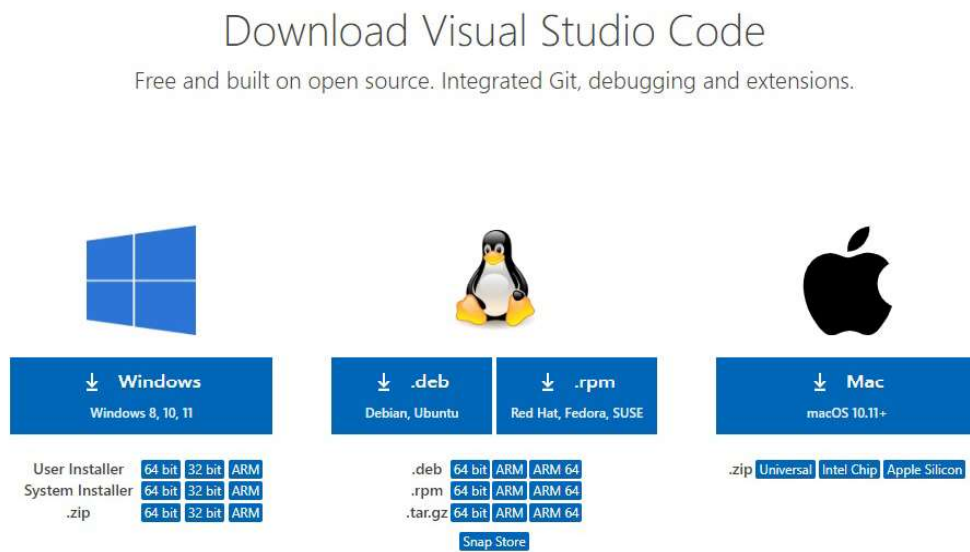 Download Visual Studio Code
Free and built on open source. Integrated Git, debugging and extensions.
Windows
Windows 8, 10, 11
User Installer 64 bit 32 bit ARM
System Installer 64 bit 32 bit ARM
.zip 64 bit 32 bit ARM
.deb
Debian, Ubuntu
.rpm
Red Hat, Fedora, SUSE
.deb 64 bit ARM ARM 64
.rpm 64 bit ARM ARM 64
.tar.gz 64 bit ARM ARM 64
Snap Store
Mac
macOS 10.11+
.zip Universal Intel Chip Apple Silicon